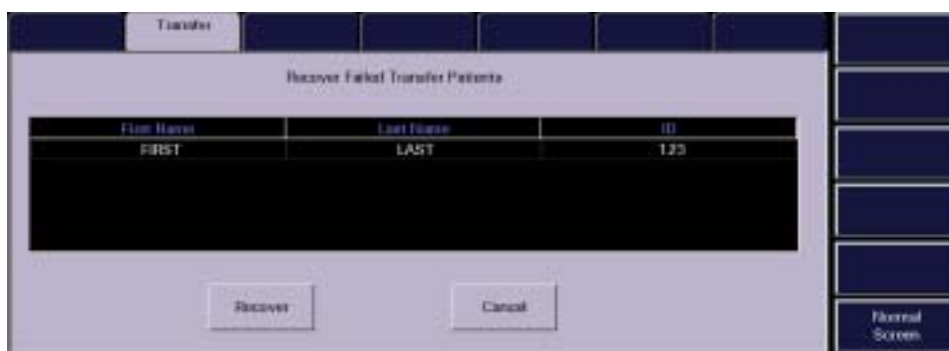 Transfer
Recover Failed Transfer Patients
First Name Last Name ID
FIRST LAST 123
Recover Cancel
Normal
Screen